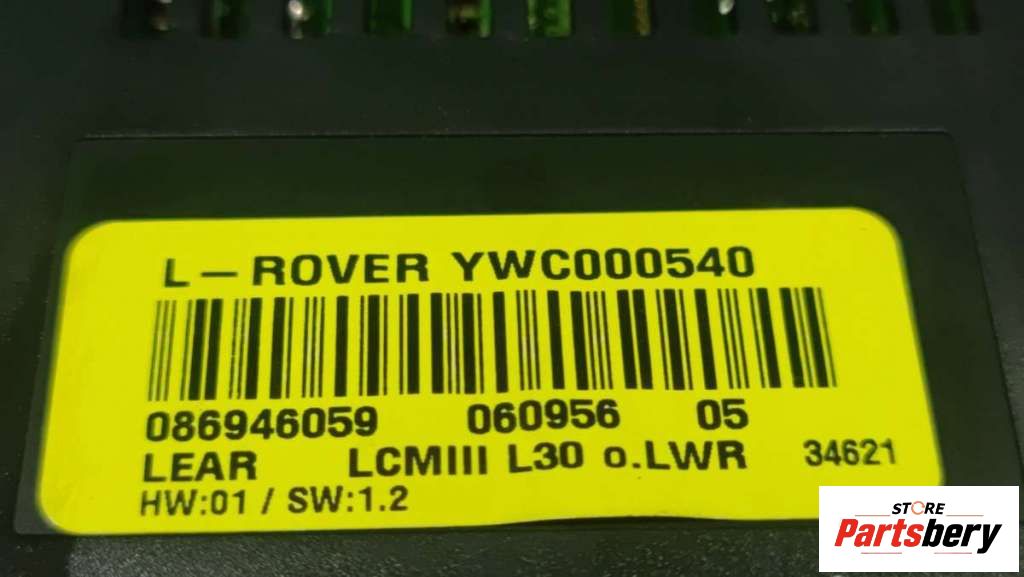 L-ROVER YWC000540
086946059 060956 05
LEAR LCMIII L30 o.LWR 34621
HW:01 / SW:1.2
STORE
Partsbery